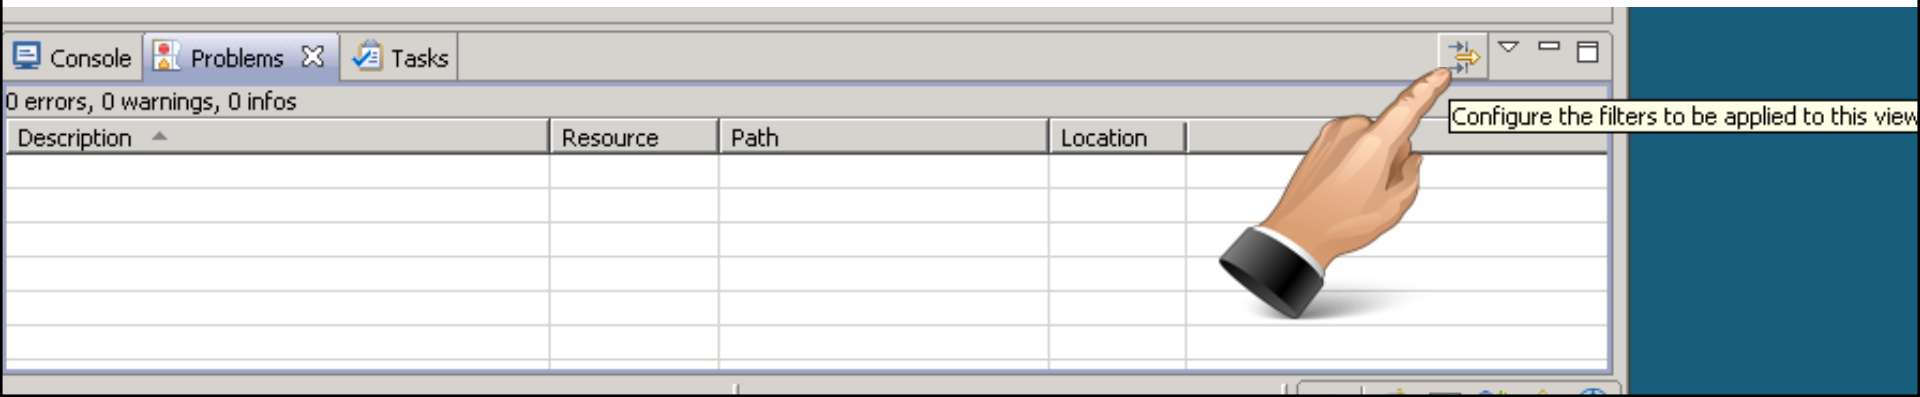 Console Problems Tasks
0 errors, 0 warnings, 0 infos
Configure the filters to be applied to this view
Description Resource Path Location